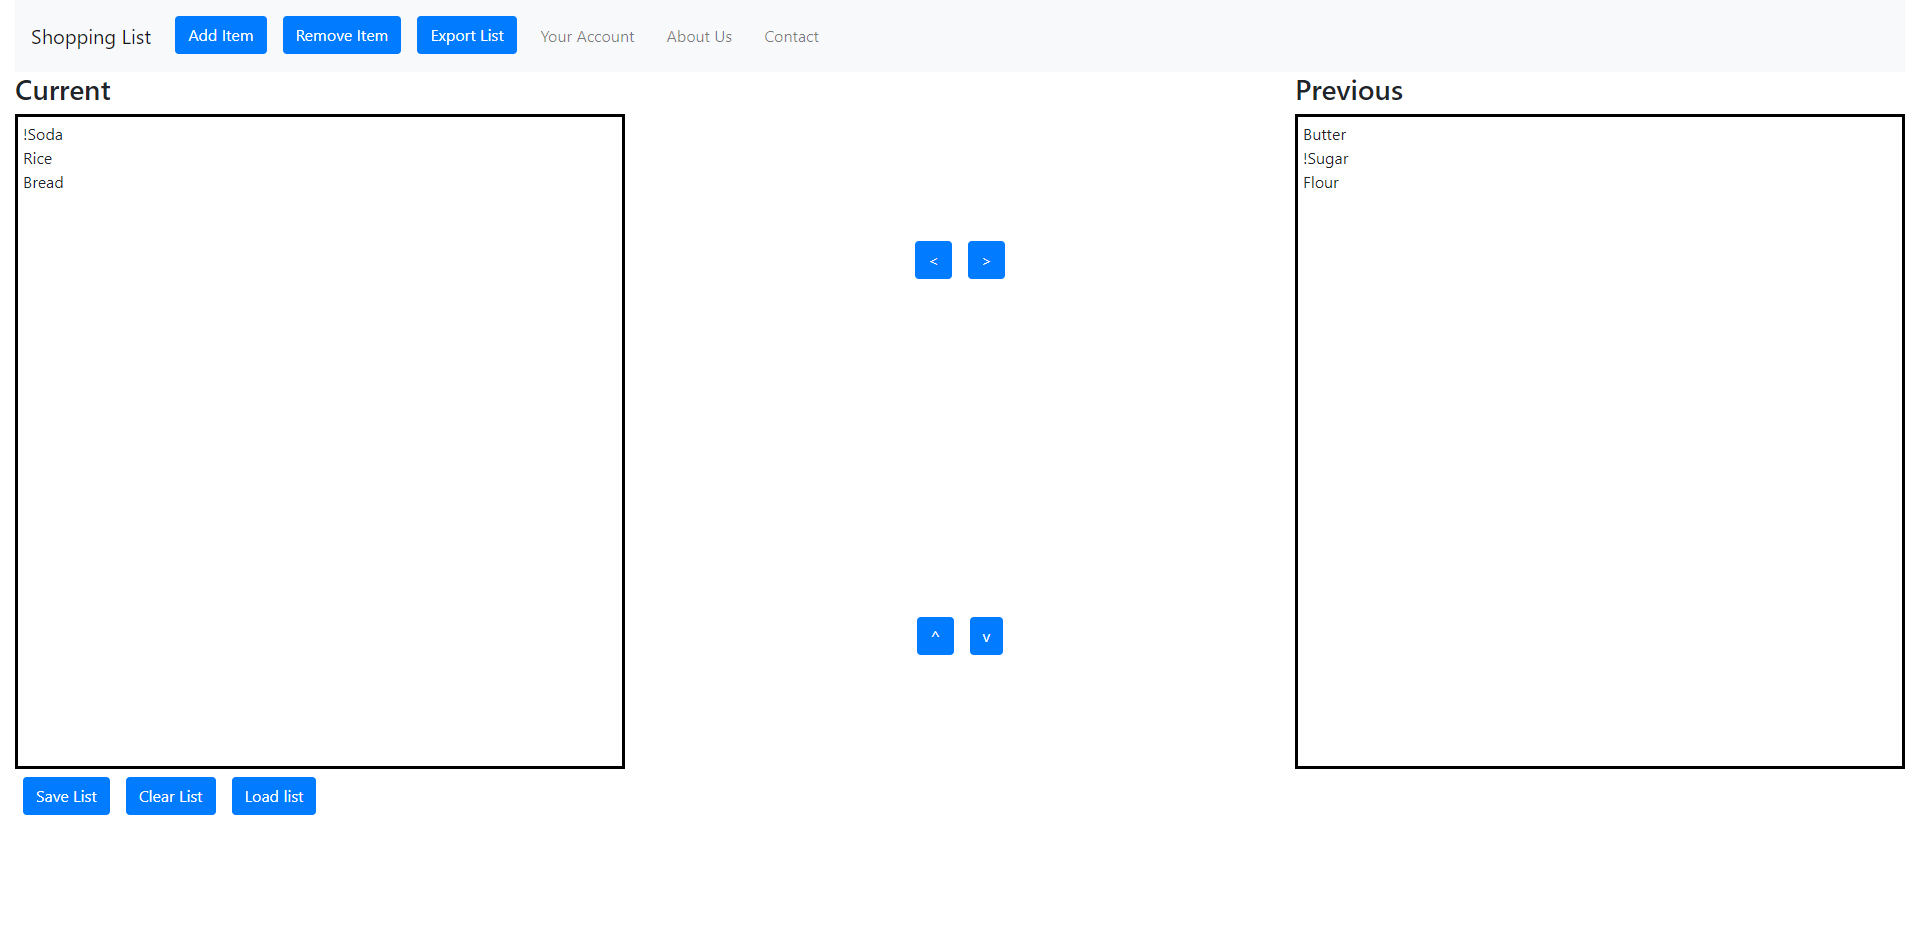 Shopping List Add Item Remove Item Export List Your Account About Us Contact
Current
!Soda
Rice
Bread
Previous
Butter
!Sugar
Flour
< >
^ v
Save List Clear List Load list